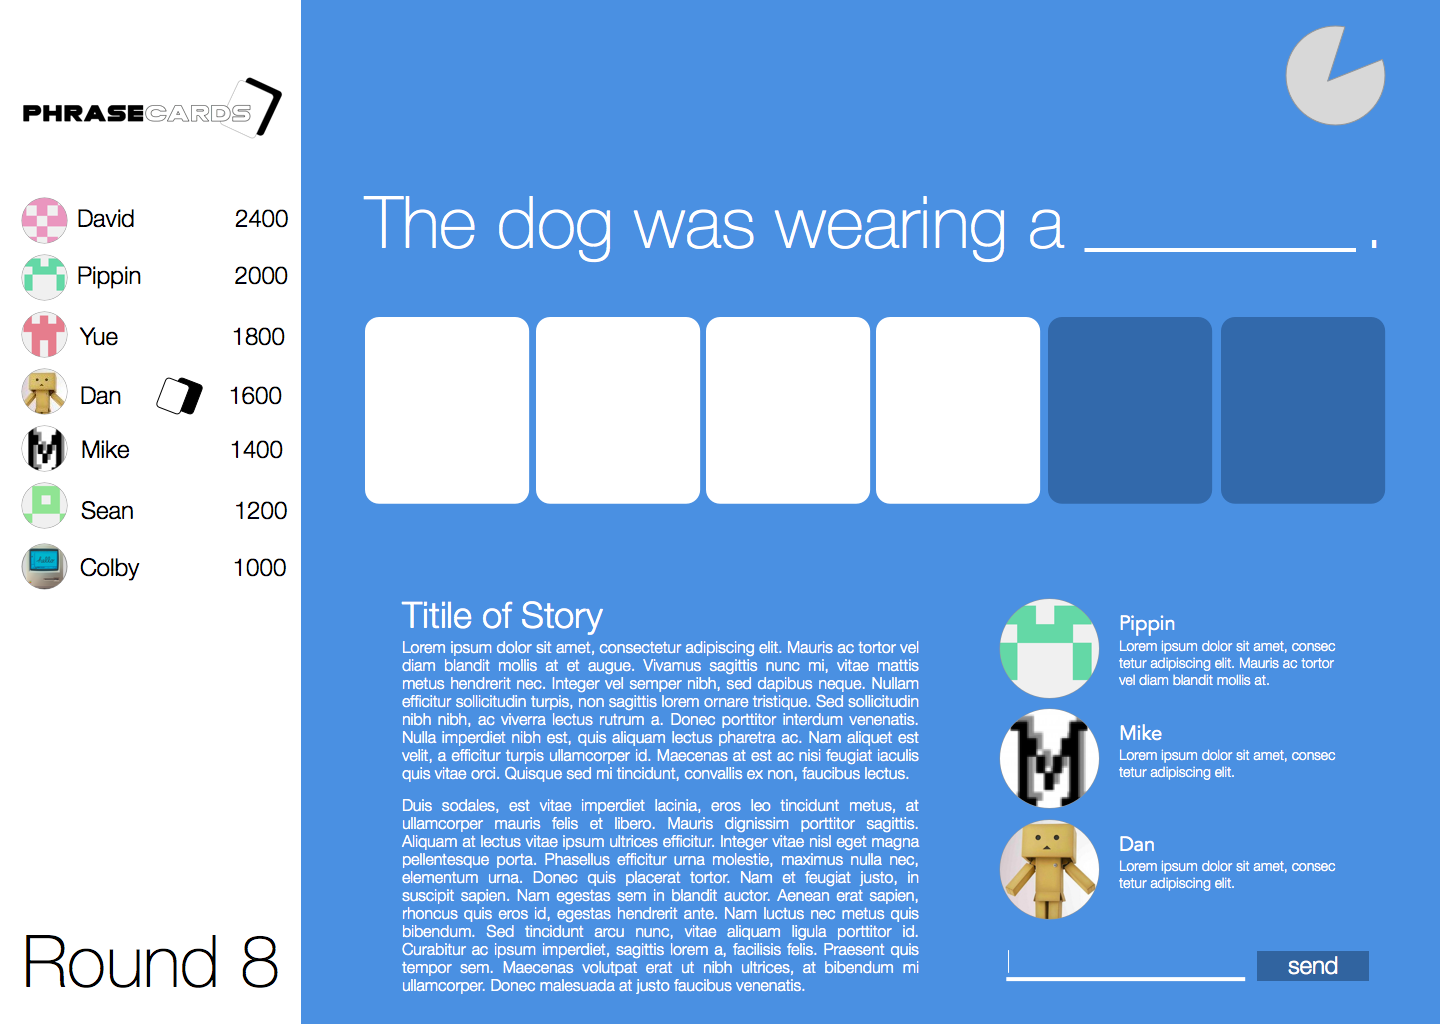 PHRASECARDS
David 2400
Pippin 2000
Yue 1800
Dan 1600
Mike 1400
Sean 1200
Colby 1000
Round 8
The dog was wearing a ________ .
Titile of Story
Lorem ipsum dolor sit amet, consectetur adipiscing elit. Mauris ac tortor vel
diam blandit mollis at et augue. Vivamus sagittis nunc mi, vitae mattis
metus hendrerit nec. Integer vel semper nibh, sed dapibus neque. Nullam
efficitur sollicitudin turpis, non sagittis lorem ornare tristique. Sed sollicitudin
nibh nibh, ac viverra lectus rutrum a. Donec porttitor interdum venenatis.
Nulla imperdiet nibh est, quis aliquam lectus pharetra ac. Nam aliquet est
velit, a efficitur turpis ullamcorper id. Maecenas at est ac nisi feugiat iaculis
quis vitae orci. Quisque sed mi tincidunt, convallis ex non, faucibus lectus.
Duis sodales, est vitae imperdiet lacinia, eros leo tincidunt metus, at
ullamcorper mauris felis et libero. Mauris dignissim porttitor sagittis.
Aliquam at lectus vitae ipsum ultrices efficitur. Integer vitae nisl eget magna
pellentesque porta. Phasellus efficitur urna molestie, maximus nulla nec,
elementum urna. Donec quis placerat tortor. Nam et feugiat justo, in
suscipit sapien. Nam egestas sem in blandit auctor. Aenean erat sapien,
rhoncus quis eros id, egestas hendrerit ante. Nam luctus nec metus quis
bibendum. Sed tincidunt arcu nunc, vitae aliquam ligula porttitor id.
Curabitur ac ipsum imperdiet, sagittis lorem a, facilisis felis. Praesent quis
tempor sem. Maecenas volutpat erat ut nibh ultrices, at bibendum mi
ullamcorper. Donec malesuada at justo faucibus venenatis.
Pippin
Lorem ipsum dolor sit amet, consec
tetur adipiscing elit. Mauris ac tortor
vel diam blandit mollis at.
Mike
Lorem ipsum dolor sit amet, consec
tetur adipiscing elit.
Dan
Lorem ipsum dolor sit amet, consec
tetur adipiscing elit.
send